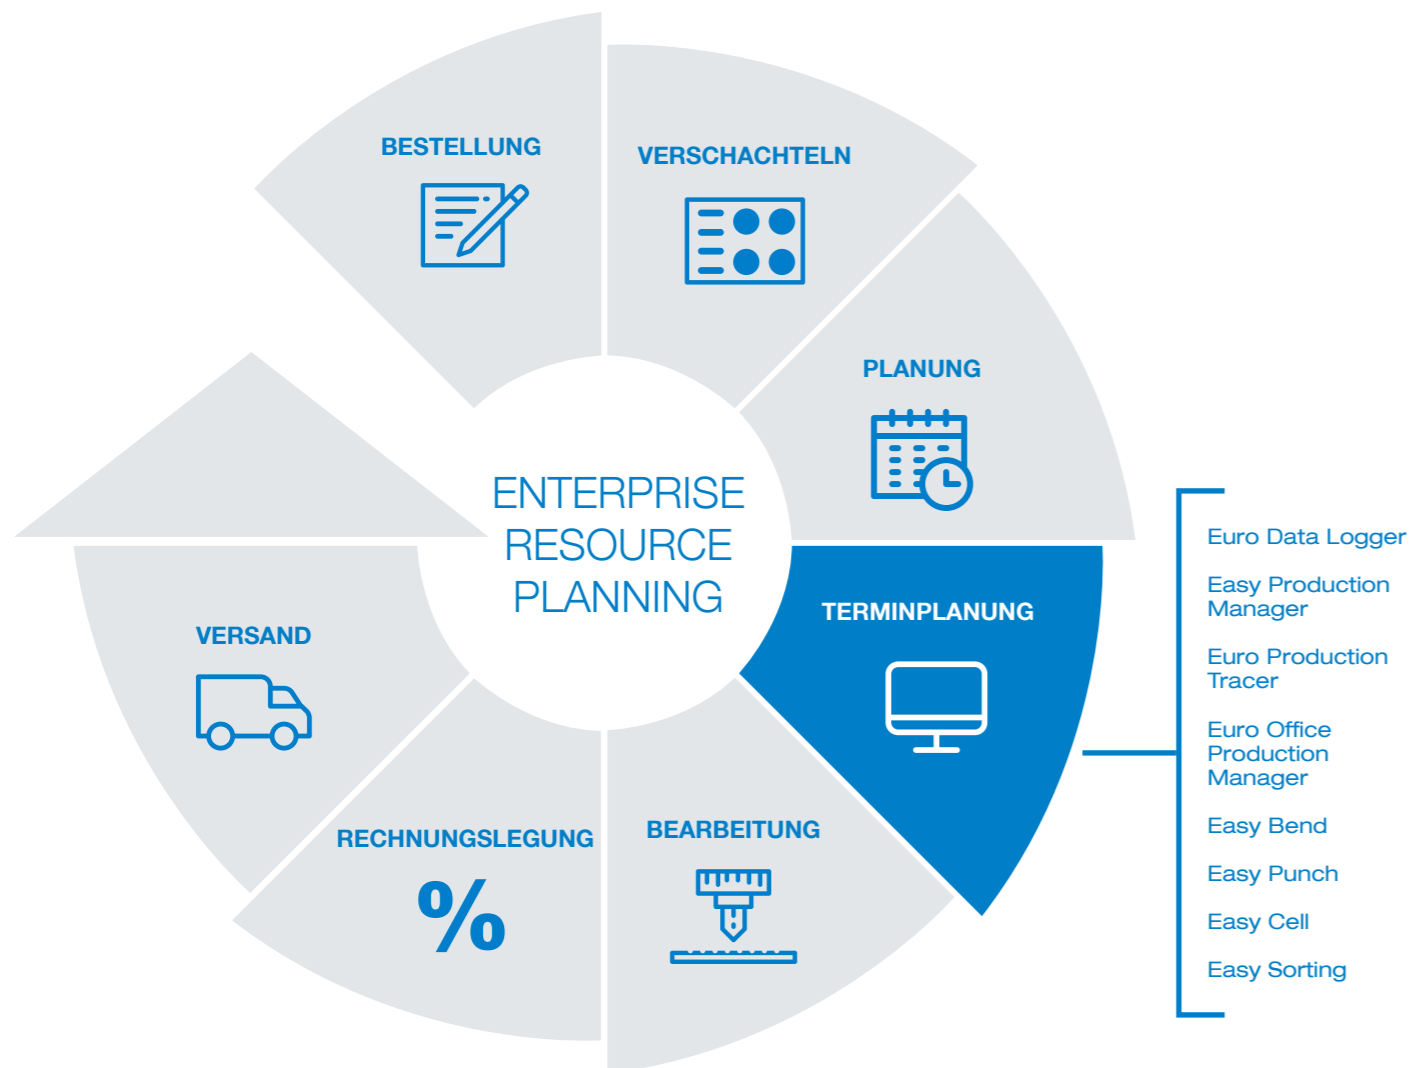 BESTELLUNG
VERSCHACHTELN
PLANUNG
ENTERPRISE
RESOURCE
PLANNING
TERMINPLANUNG
Euro Data Logger
Easy Production
Manager
Euro Production
Tracer
Euro Office
Production
Manager
Easy Bend
Easy Punch
Easy Cell
Easy Sorting
BEARBEITUNG
RECHNUNGSLEGUNG
%
VERSAND